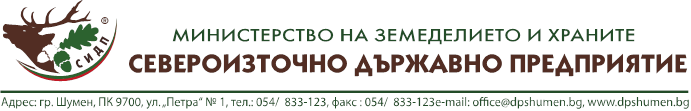 МИНИСТЕРСТВО НА ЗЕМЕДЕЛИЕТО И ХРАНИТЕ
СЕВЕРОИЗТОЧНО ДЪРЖАВНО ПРЕДПРИЯТИЕ
®
СИДП
Адрес: гр. Шумен, ПК 9700, ул.„Петра“ № 1, тел.: 054/ 833-123, факс : 054/ 833-123e-mail: office@dpshumen.bg, www.dpshumen.bg